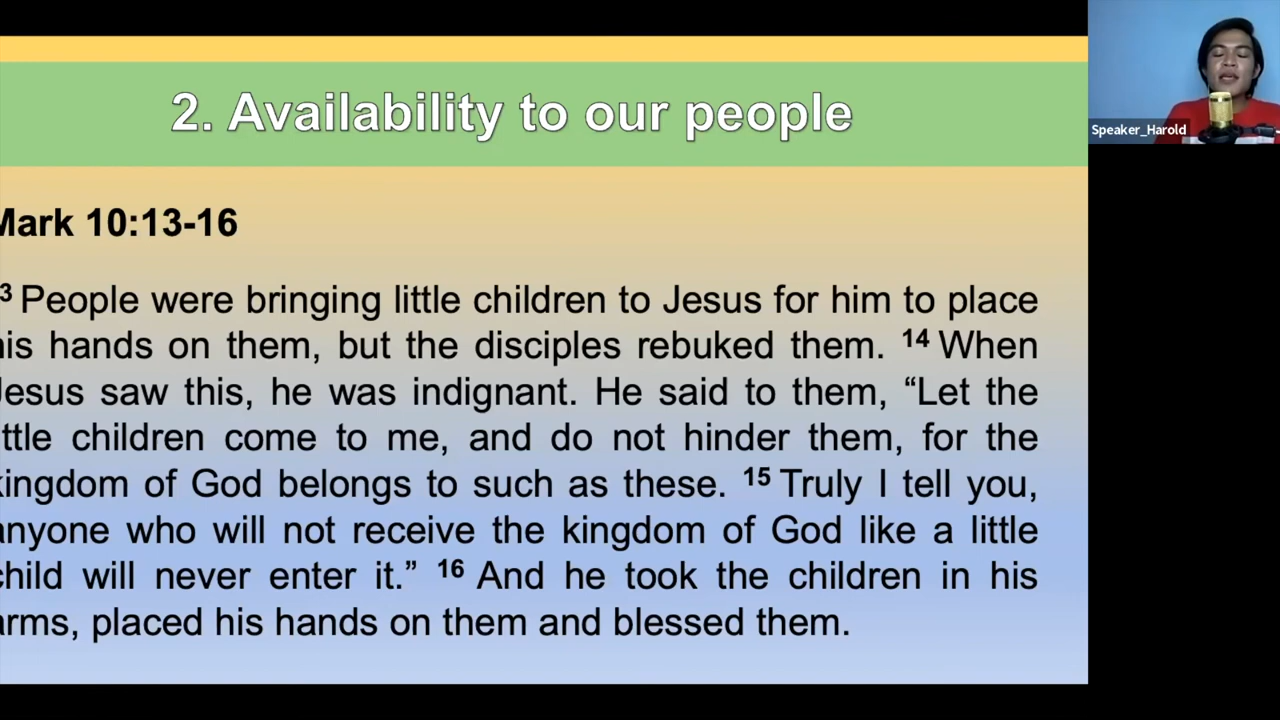 2. Availability to our people
Speaker_Harold
Mark 10:13-16
3 People were bringing little children to Jesus for him to place
his hands on them, but the disciples rebuked them. 14 When
Jesus saw this, he was indignant. He said to them, “Let the
ttle children come to me, and do not hinder them, for the
kingdom of God belongs to such as these. 15 Truly I tell you,
anyone who will not receive the kingdom of God like a little
child will never enter it.” 16 And he took the children in his
arms, placed his hands on them and blessed them.